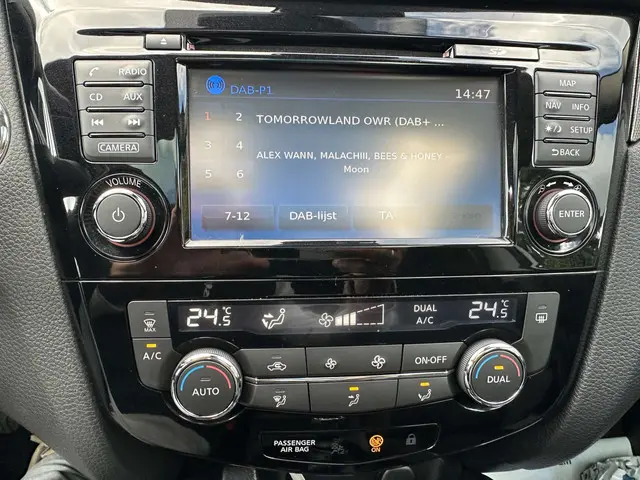 RADIO
CD AUX
CAMERA
VOLUME
SD
MAP
NAV INFO
SETUP
BACK
ENTER
DAB-P1 14:47
1 2 TOMORROWLAND OWR (DAB+ ...
3 4 ALEX WANN, MALACHIII, BEES & HONEY -
Moon
5 6
7-12 DAB-lijst TA
MAX
24.5 °C
DUAL
A/C
24.5 °C
A/C
AUTO
ON·OFF
DUAL
PASSENGER
AIR BAG
ON